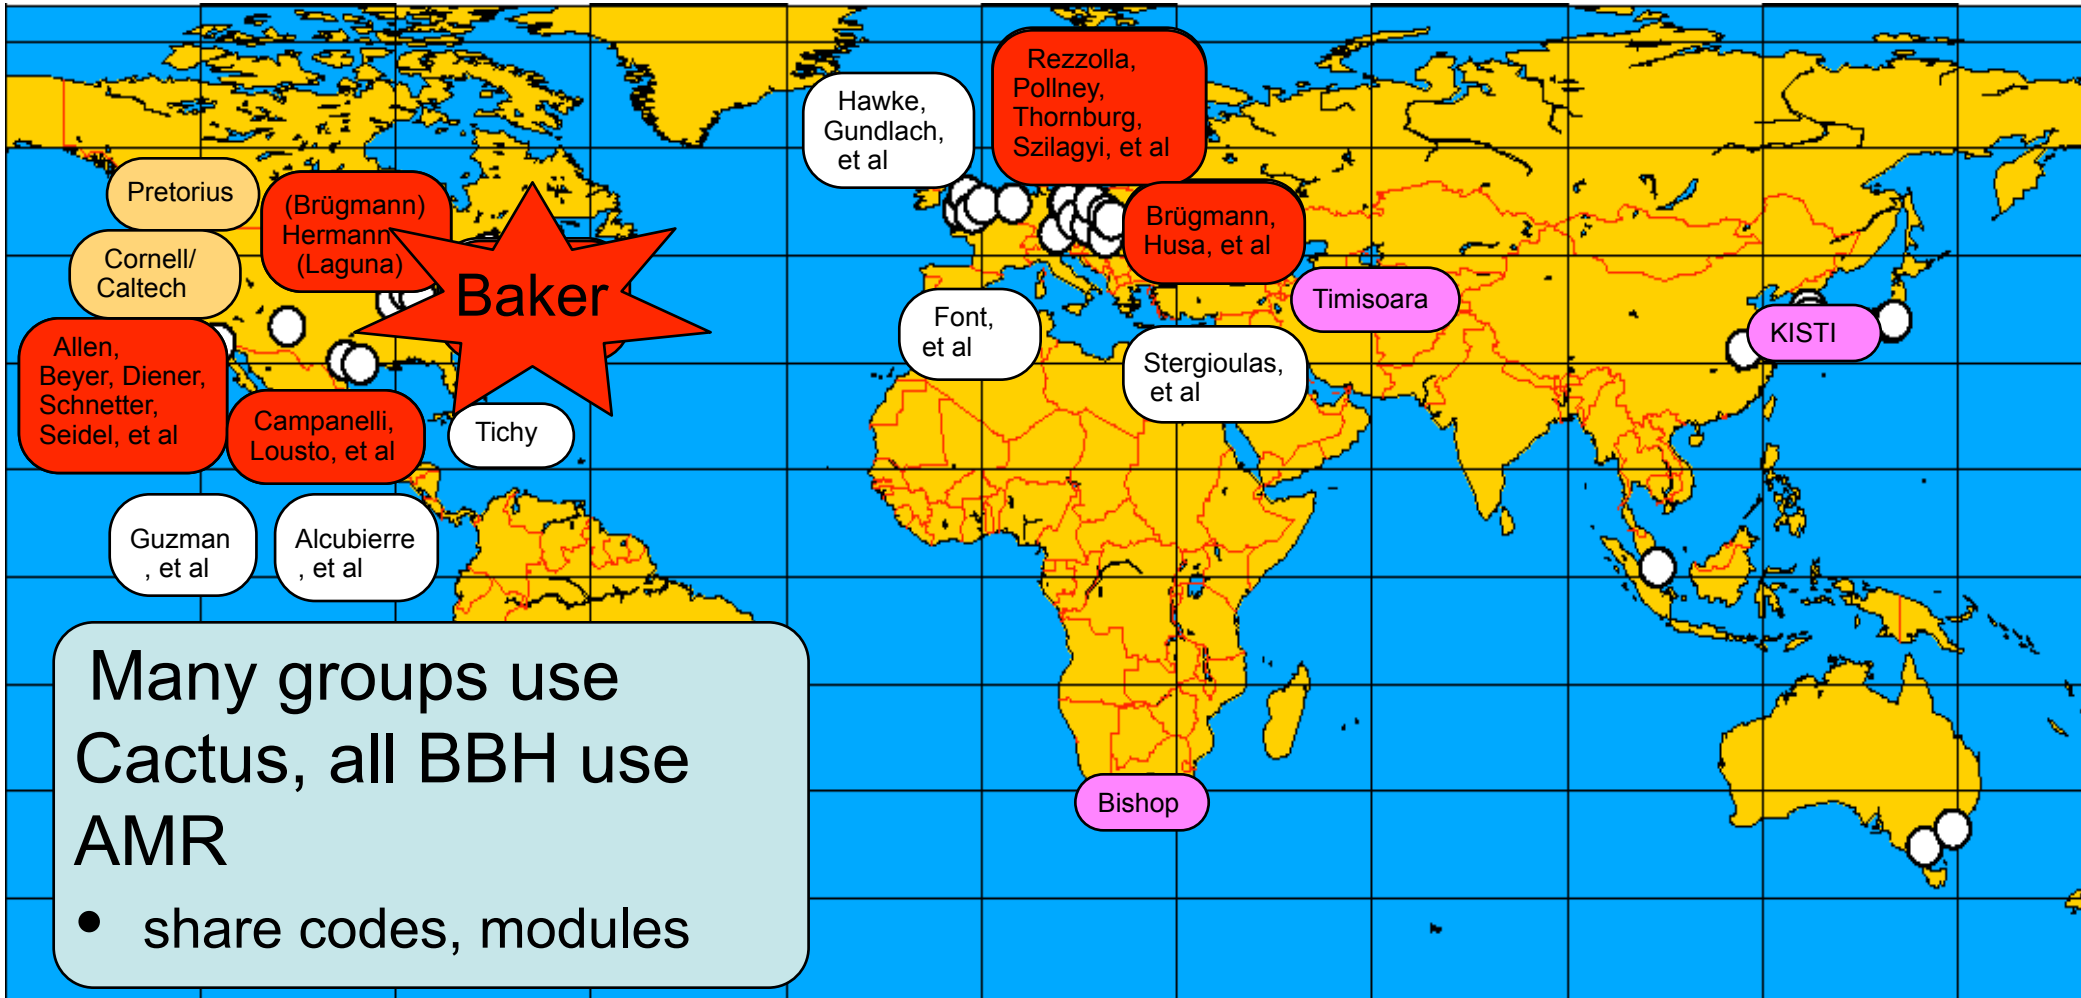 Rezzolla,
Pollney,
Thornburg,
Szilagyi, et al
Hawke,
Gundlach,
et al
Pretorius
(Brügmann)
Hermann
(Laguna)
Brügmann,
Husa, et al
Cornell/
Caltech
Baker
Timisoara
Font,
et al
KISTI
Allen,
Beyer, Diener,
Schnetter,
Seidel, et al
Stergioulas,
et al
Campanelli,
Lousto, et al
Tichy
Guzman
, et al
Alcubierre
, et al
Many groups use
Cactus, all BBH use
AMR
• share codes, modules
Bishop